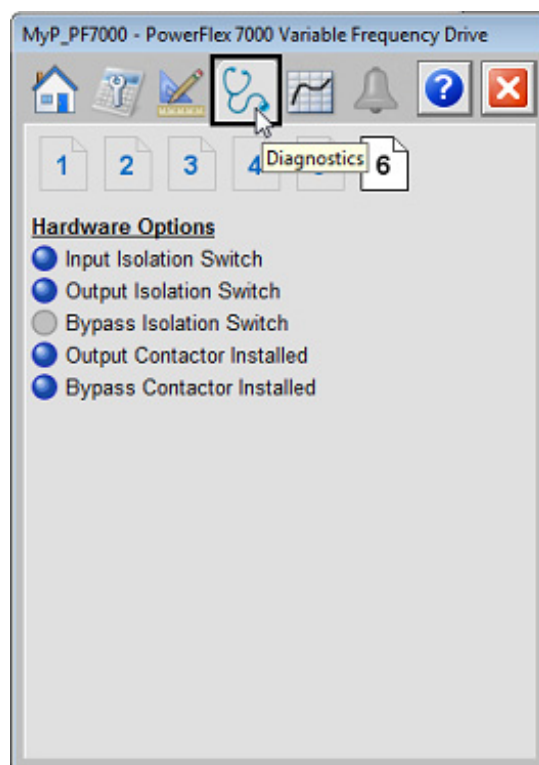 MyP_PF7000 - PowerFlex 7000 Variable Frequency Drive
?
1 2 3 4 6
Diagnostics
Hardware Options
Input Isolation Switch
Output Isolation Switch
Bypass Isolation Switch
Output Contactor Installed
Bypass Contactor Installed